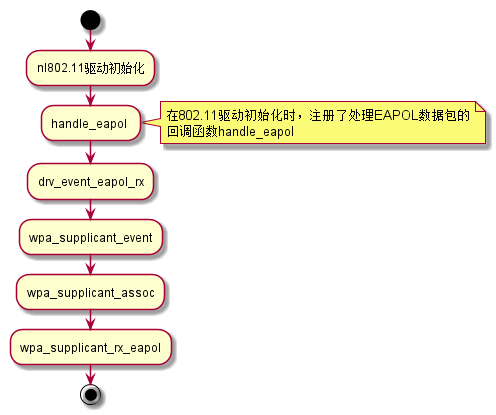 nl802.11驱动初始化
handle_eapol
在802.11驱动初始化时，注册了处理EAPOL数据包的
回调函数handle_eapol
drv_event_eapol_rx
wpa_supplicant_event
wpa_supplicant_assoc
wpa_supplicant_rx_eapol